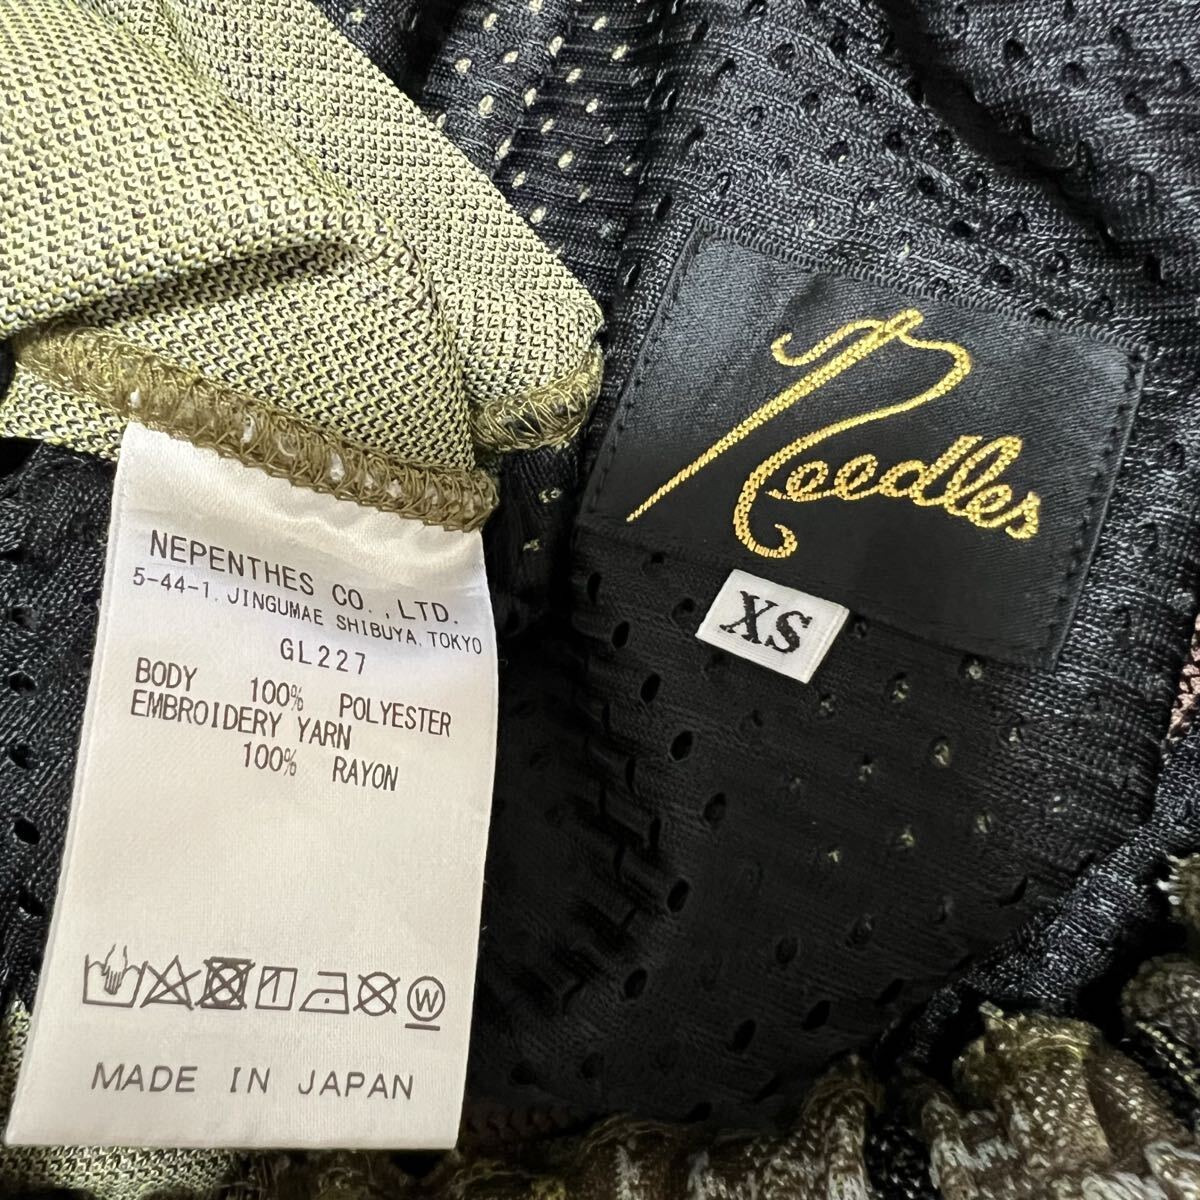 Needles
XS
NEPENTHES CO.,LTD.
5-44-1. JINGUMAE SHIBUYA. TOKYO
GL227
BODY 100% POLYESTER
EMBROIDERY YARN
100% RAYON
W
MADE IN JAPAN